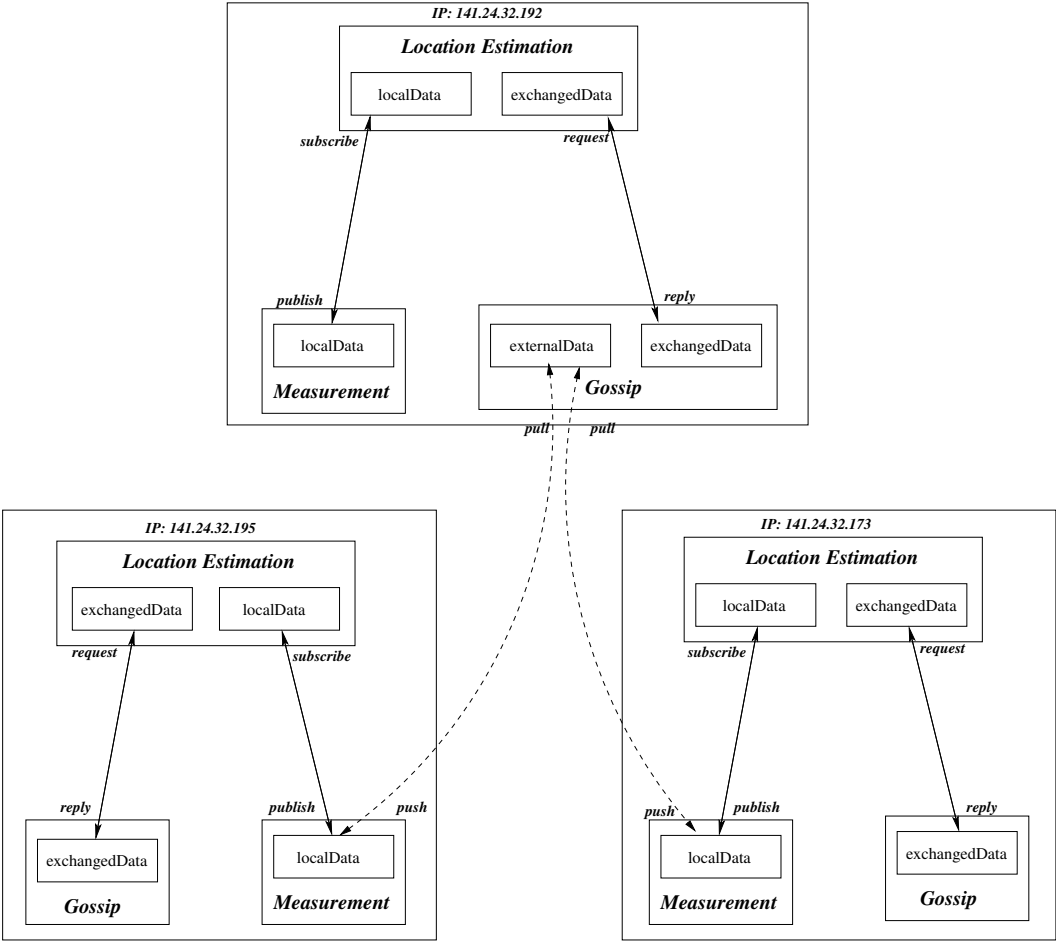 IP: 141.24.32.192
Location Estimation
localData exchangedData
subscribe request
publish reply
localData externalData exchangedData
Measurement Gossip
pull pull
IP: 141.24.32.195
Location Estimation
exchangedData localData
request subscribe
reply publish push
exchangedData localData
Gossip Measurement
IP: 141.24.32.173
Location Estimation
localData exchangedData
subscribe request
push publish reply
localData exchangedData
Measurement Gossip